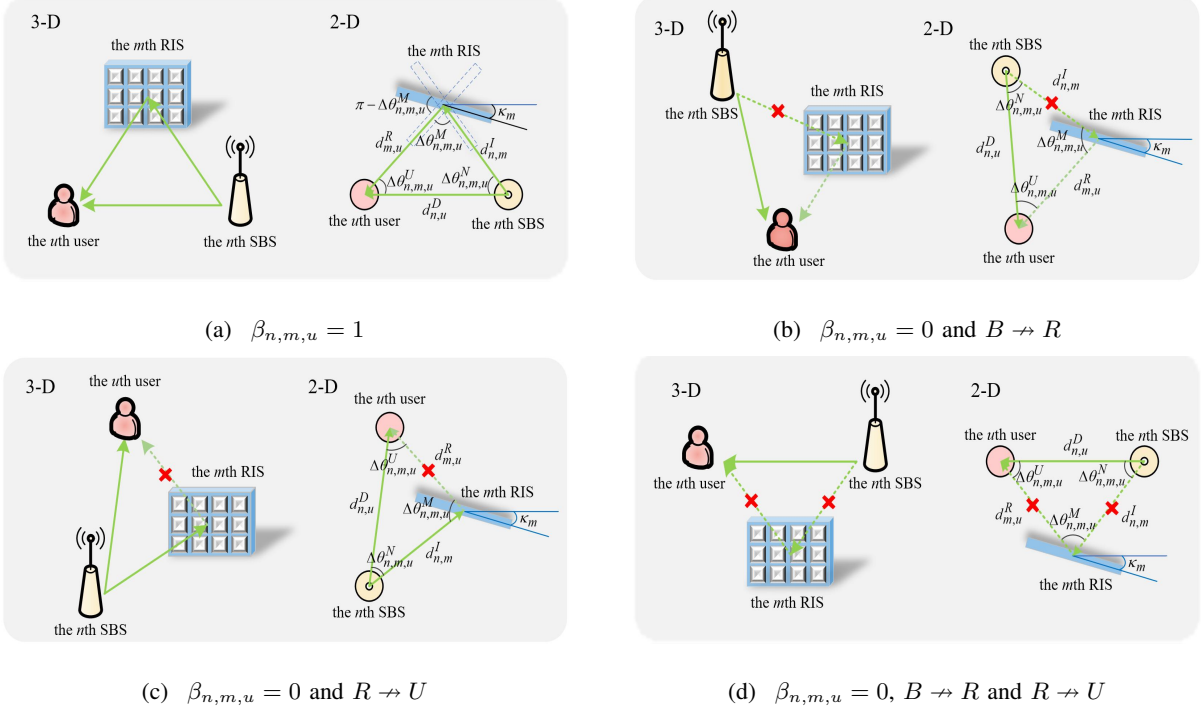 3-D
2-D
the mth RIS
the mth RIS
π − Δθ^M_{n,m,u}
κ_m
d^R_{m,u}
Δθ^M_{n,m,u}
d^I_{n,m}
Δθ^U_{n,m,u}
Δθ^N_{n,m,u}
the uth user
the nth SBS
the uth user
d^D_{n,u}
the nth SBS
(a) β_{n,m,u} = 1
3-D
2-D
the nth SBS
the nth SBS
the mth RIS
d^I_{n,m}
Δθ^N_{n,m,u}
the mth RIS
d^D_{n,u}
Δθ^M_{n,m,u}
κ_m
Δθ^U_{n,m,u}
d^R_{m,u}
the uth user
the uth user
(b) β_{n,m,u} = 0 and B ↛ R
3-D
2-D
the uth user
the uth user
the mth RIS
Δθ^U_{n,m,u}
d^R_{m,u}
the mth RIS
d^D_{n,u}
Δθ^M_{n,m,u}
κ_m
Δθ^N_{n,m,u}
d^I_{n,m}
the nth SBS
the nth SBS
(c) β_{n,m,u} = 0 and R ↛ U
3-D
2-D
the uth user
the nth SBS
the uth user
d^D_{n,u}
the nth SBS
Δθ^U_{n,m,u}
Δθ^N_{n,m,u}
d^R_{m,u}
Δθ^M_{n,m,u}
d^I_{n,m}
κ_m
the mth RIS
the mth RIS
(d) β_{n,m,u} = 0, B ↛ R and R ↛ U